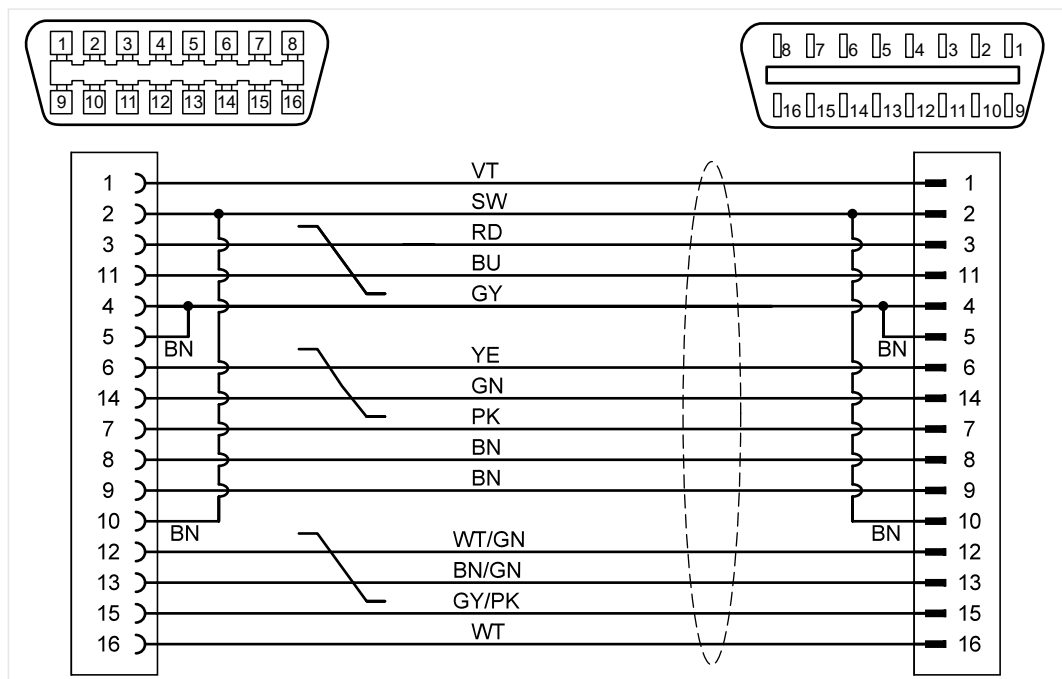 1 2 3 4 5 6 7 8
9 10 11 12 13 14 15 16
8 7 6 5 4 3 2 1
16 15 14 13 12 11 10 9
1 VT 1
2 SW 2
3 RD 3
11 BU 11
4 GY 4
5 BN BN 5
6 YE 6
14 GN 14
7 PK 7
8 BN 8
9 BN 9
10 BN BN 10
12 WT/GN 12
13 BN/GN 13
15 GY/PK 15
16 WT 16